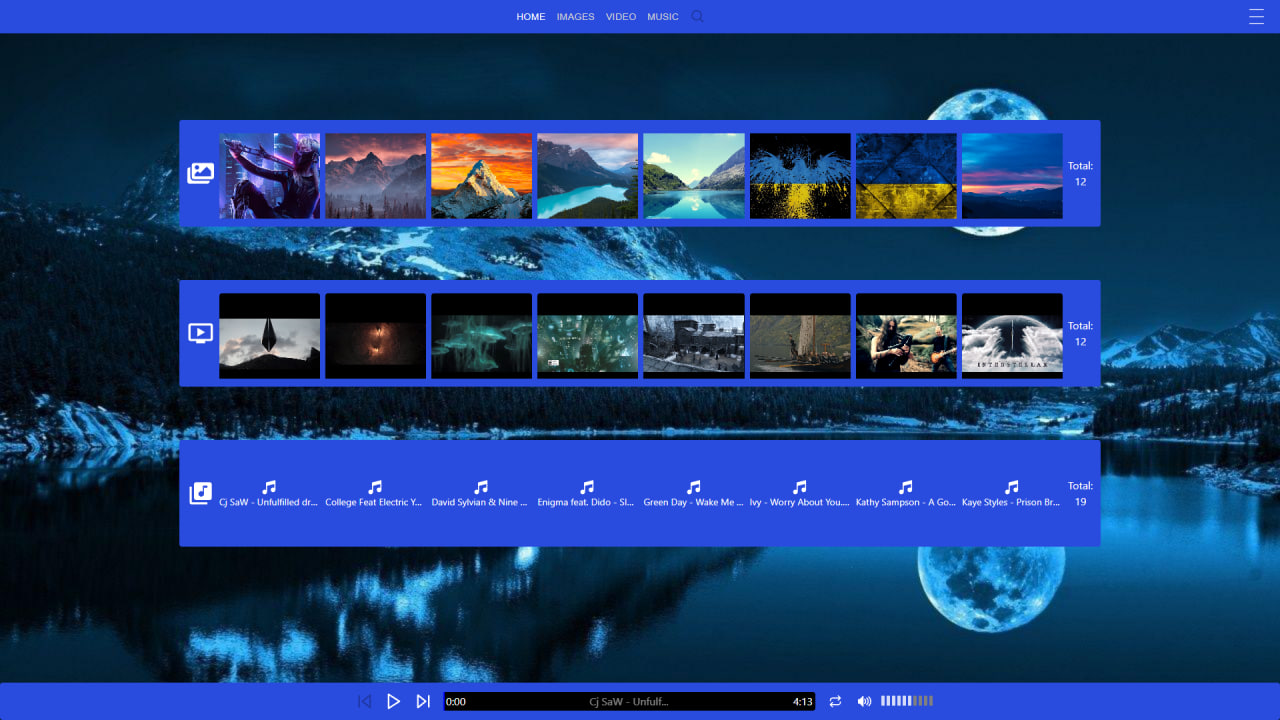 HOME IMAGES VIDEO MUSIC
Total:
12
INTERSTELLAR
Total:
12
Cj SaW - Unfulfilled dr... College Feat Electric Y... David Sylvian & Nine ... Enigma feat. Dido - Sl... Green Day - Wake Me ... Ivy - Worry About You.... Kathy Sampson - A Go... Kaye Styles - Prison Br...
Total:
19
0:00 Cj SaW - Unfulf... 4:13